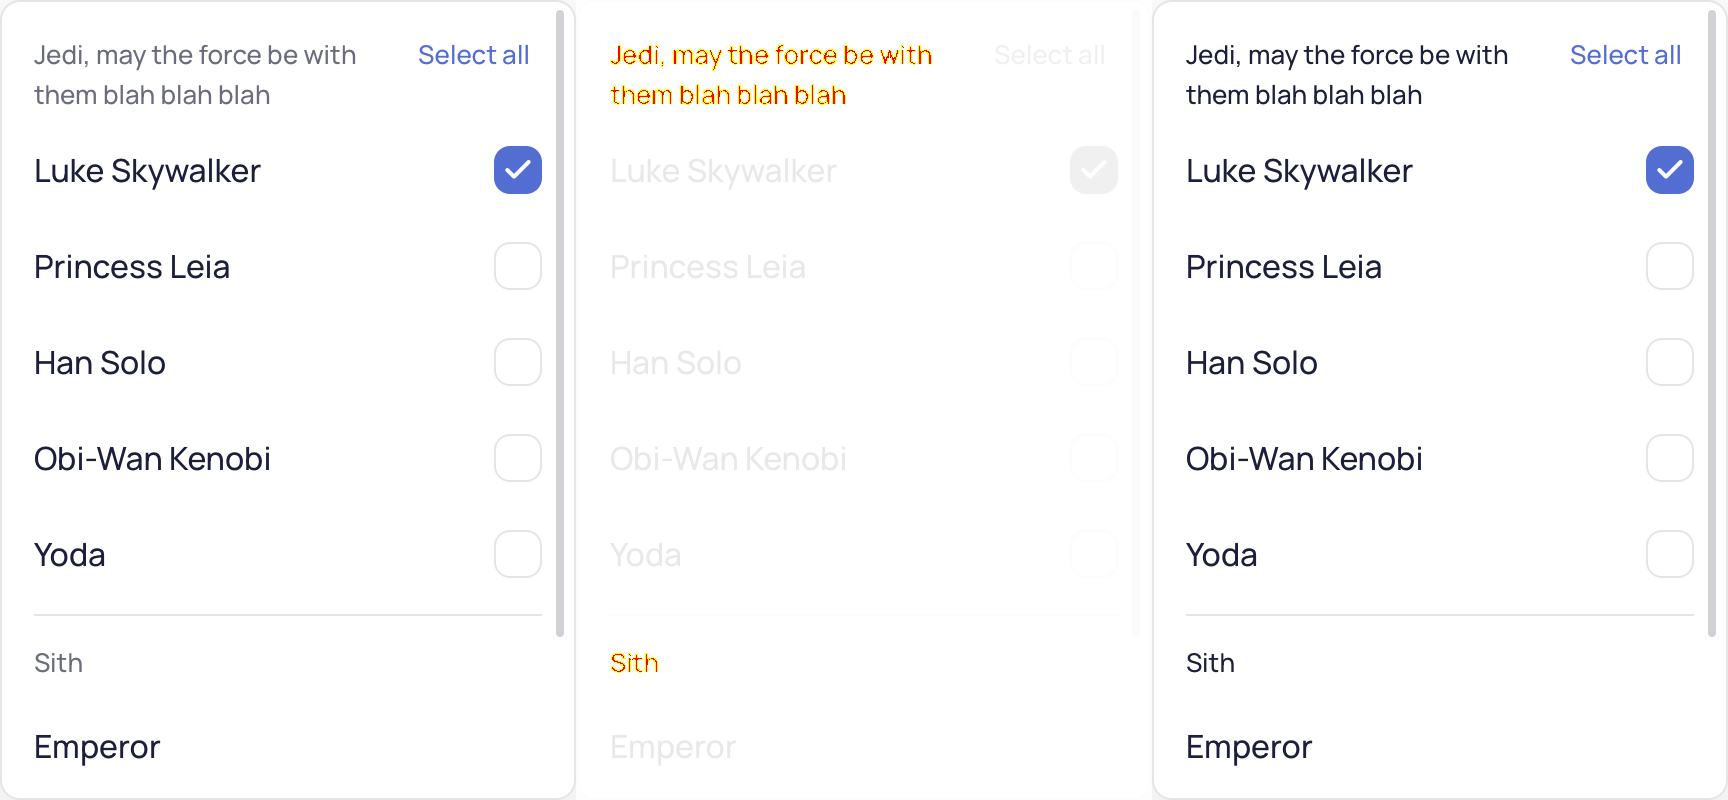 Jedi, may the force be with
them blah blah blah
Select all
Luke Skywalker
Princess Leia
Han Solo
Obi-Wan Kenobi
Yoda
Sith
Emperor
Jedi, may the force be with
them blah blah blah
Select all
Luke Skywalker
Princess Leia
Han Solo
Obi-Wan Kenobi
Yoda
Sith
Emperor
Jedi, may the force be with
them blah blah blah
Select all
Luke Skywalker
Princess Leia
Han Solo
Obi-Wan Kenobi
Yoda
Sith
Emperor